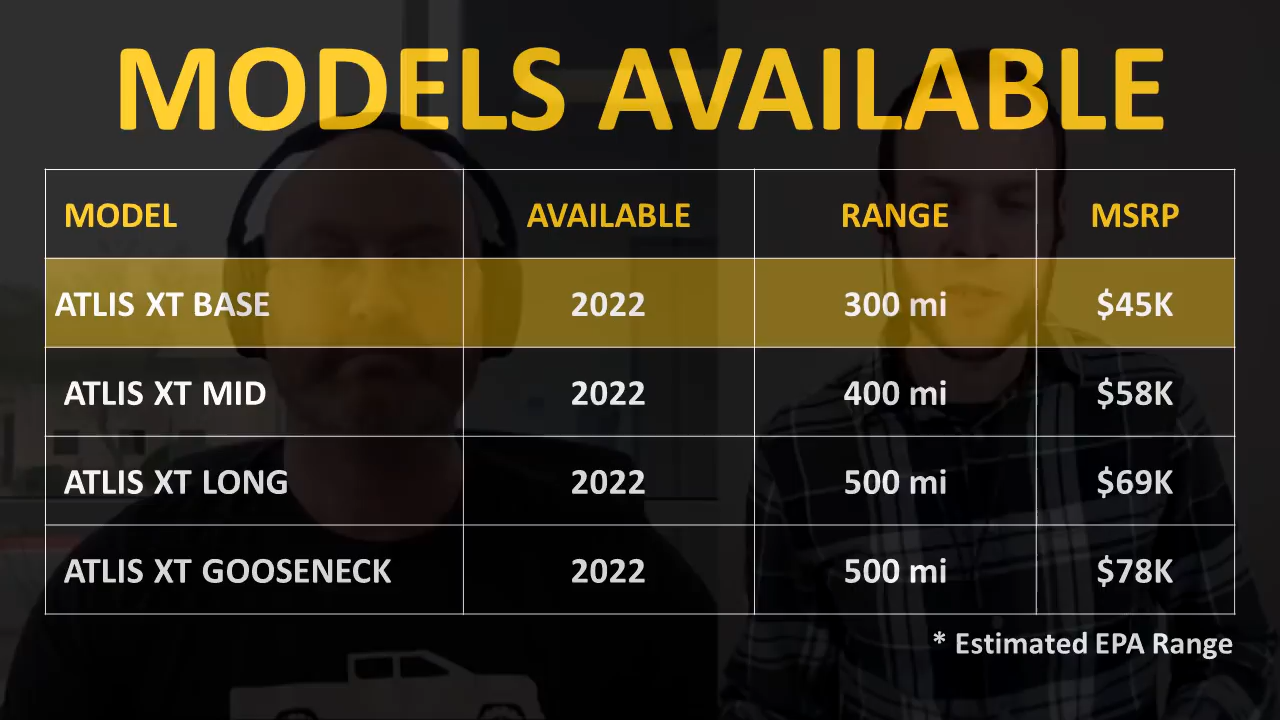 MODELS AVAILABLE
MODEL AVAILABLE RANGE MSRP
ATLIS XT BASE 2022 300 mi $45K
ATLIS XT MID 2022 400 mi $58K
ATLIS XT LONG 2022 500 mi $69K
ATLIS XT GOOSENECK 2022 500 mi $78K
* Estimated EPA Range